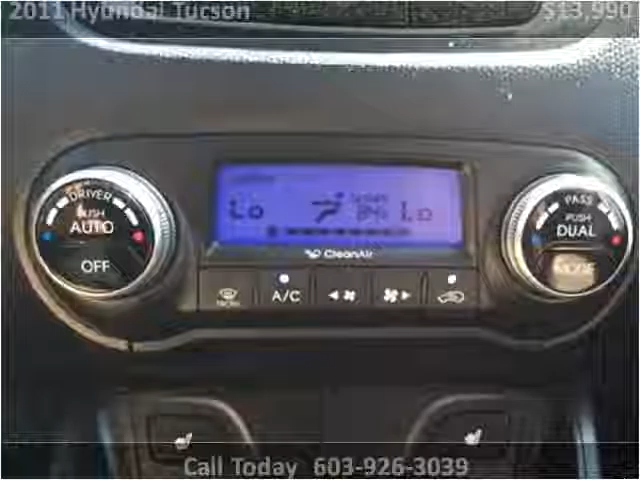 2011 Hyundai Tucson $13,990
DRIVER
PUSH
AUTO
OFF
Lo Lo
CleanAir
A/C
PASS
PUSH
DUAL
MODE
Call Today 603-926-3039